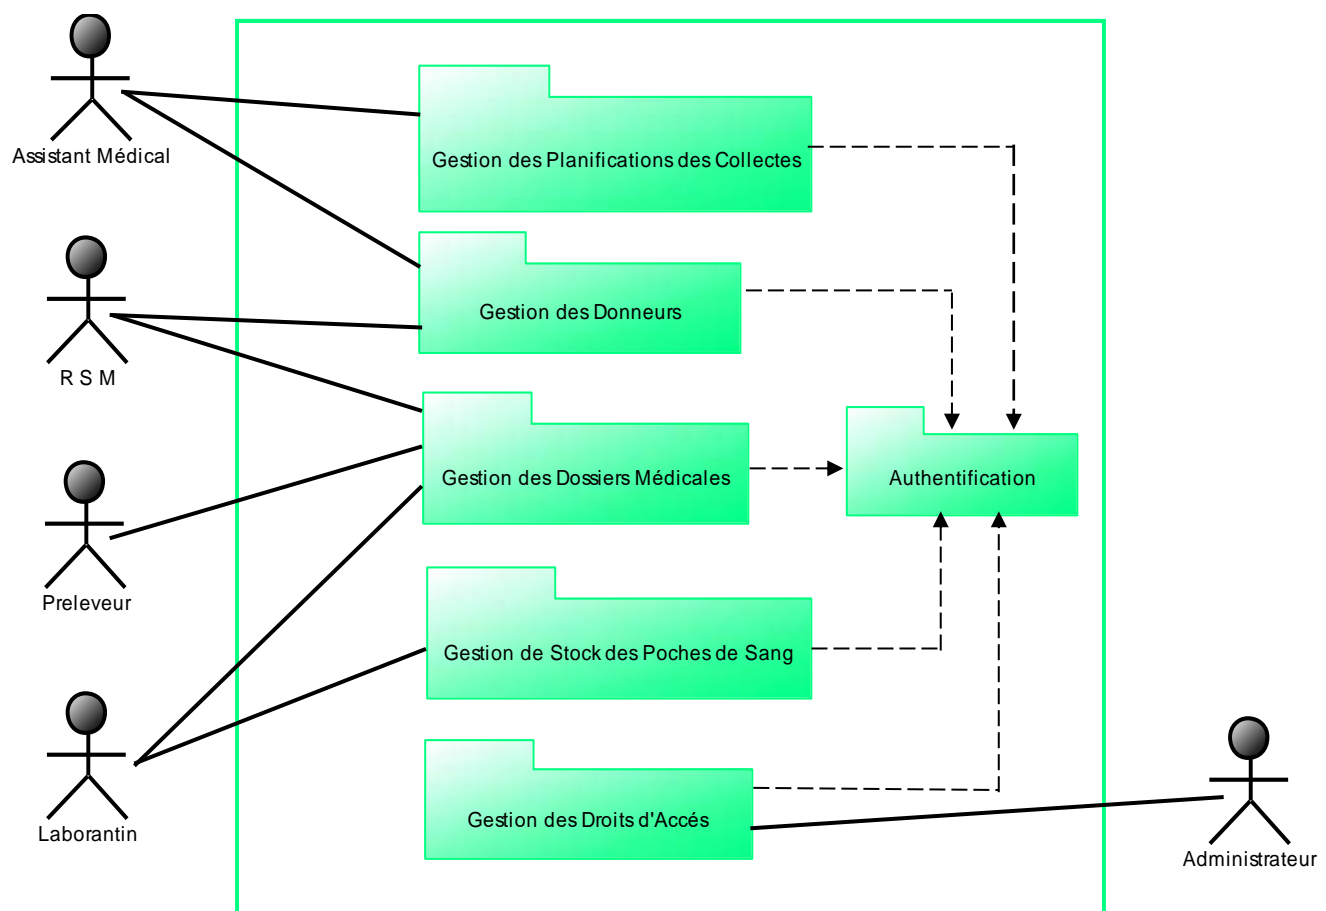 Assistant Médical
Gestion des Planifications des Collectes
R S M
Gestion des Donneurs
Preleveur
Gestion des Dossiers Médicales
Authentification
Laborantin
Gestion de Stock des Poches de Sang
Gestion des Droits d'Accés
Administrateur